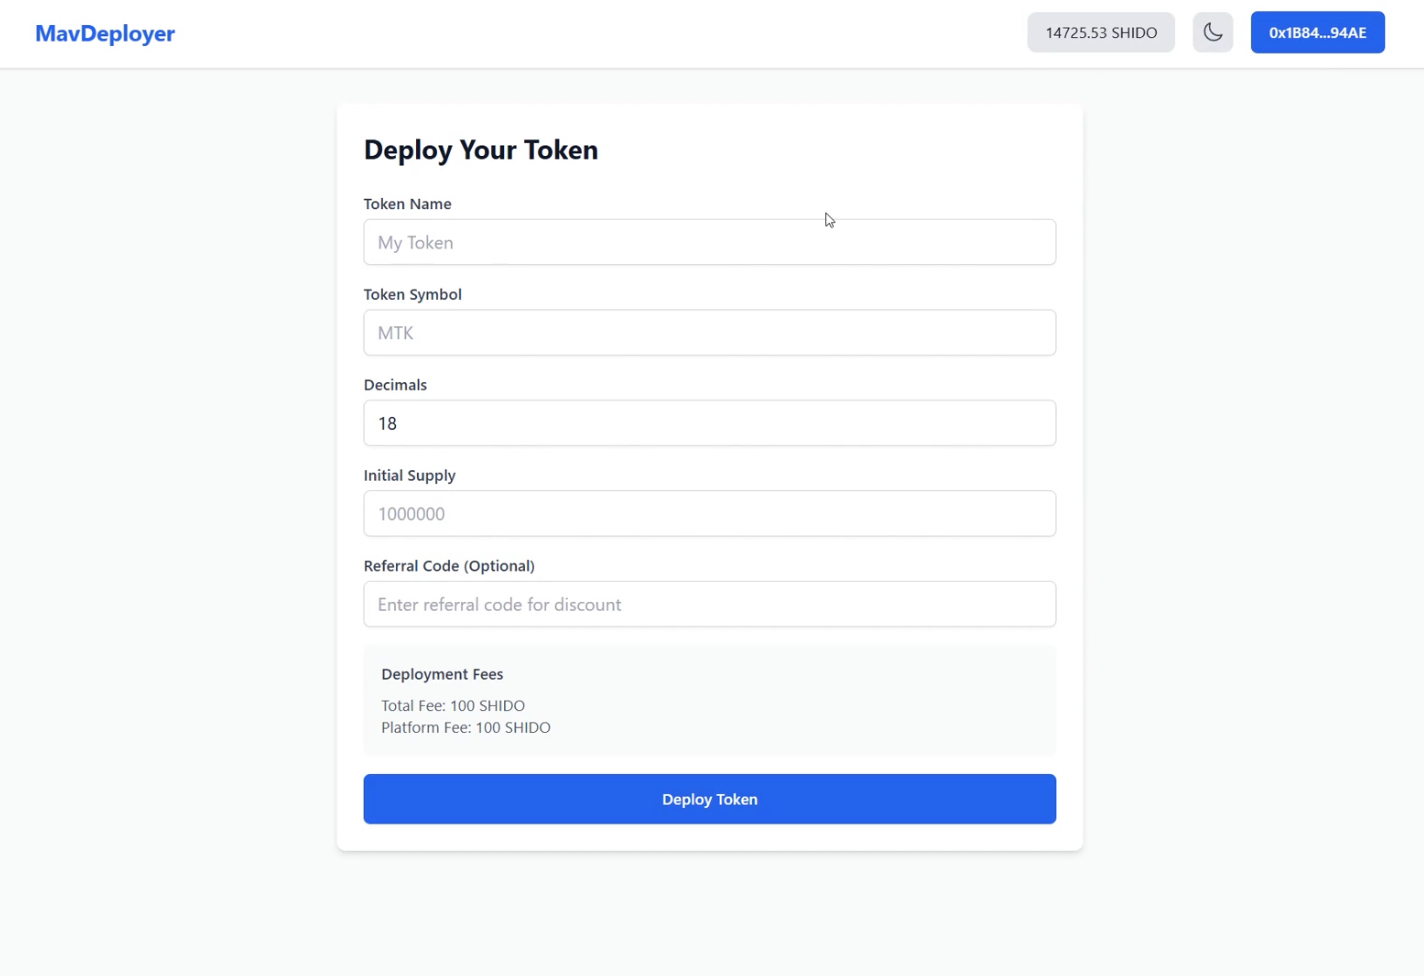 MavDeployer
14725.53 SHIDO
0x1B84...94AE
Deploy Your Token
Token Name
My Token
Token Symbol
MTK
Decimals
18
Initial Supply
1000000
Referral Code (Optional)
Enter referral code for discount
Deployment Fees
Total Fee: 100 SHIDO
Platform Fee: 100 SHIDO
Deploy Token